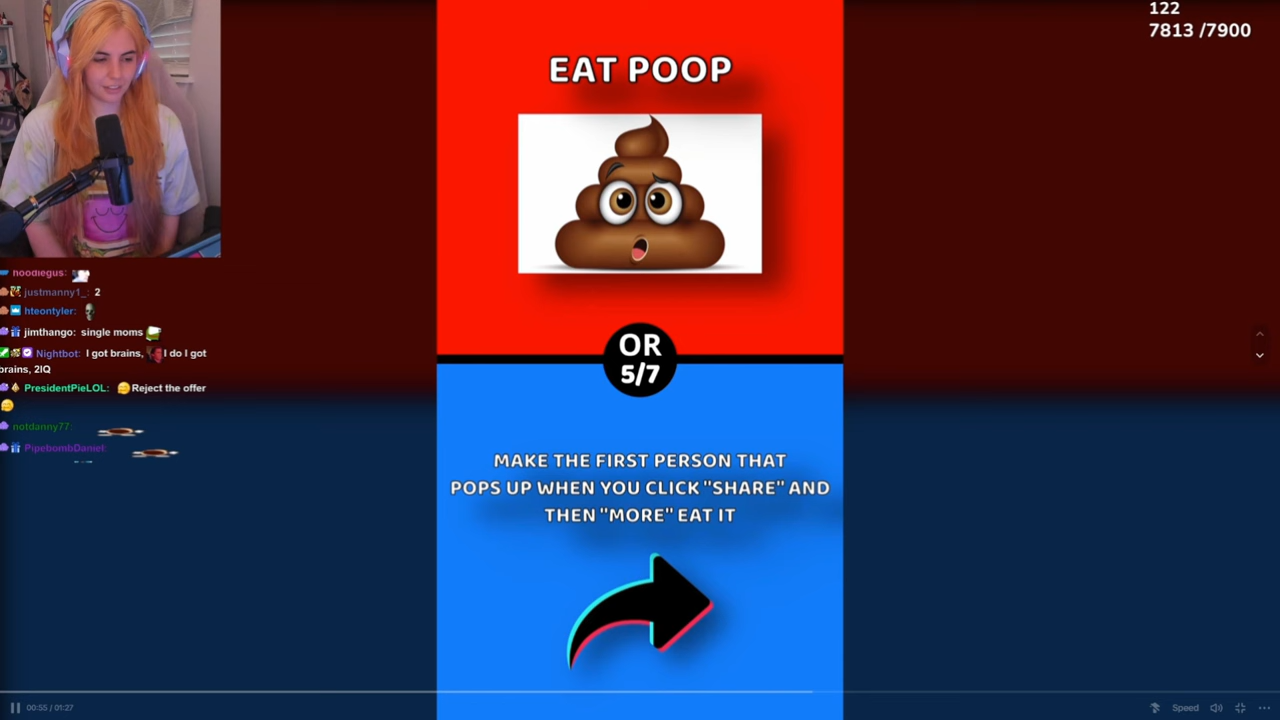 122
7813 /7900
EAT POOP
OR
5/7
MAKE THE FIRST PERSON THAT
POPS UP WHEN YOU CLICK "SHARE" AND
THEN "MORE" EAT IT
hoodiegus:
justmanny1_: 2
hteontyler:
jimthango: single moms
Nightbot: I got brains, I do I got
brains, 2IQ
PresidentPieLOL: Reject the offer
notdanny77:
PipebombDaniel:
00:55 / 01:27
Speed